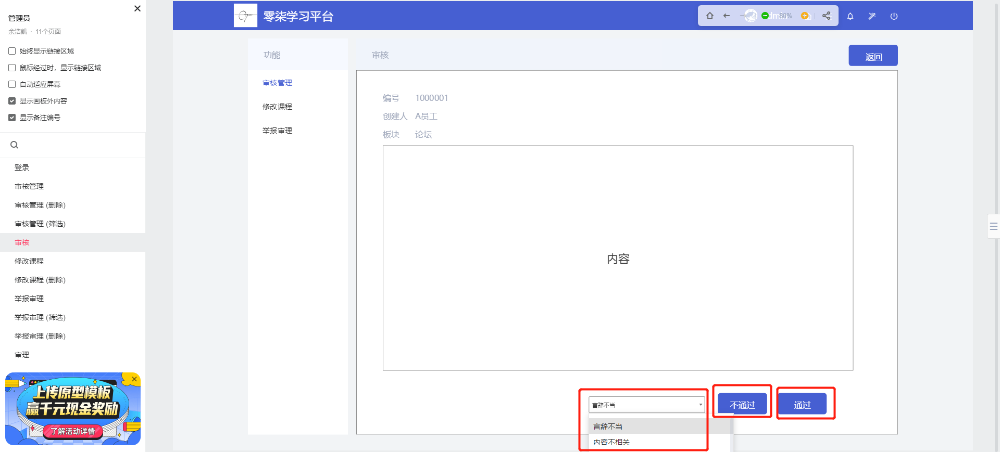 管理员
余浩凯 · 11个页面
始终显示链接区域
鼠标经过时，显示链接区域
自动适应屏幕
显示画板外内容
显示备注编号
登录
审核管理
审核管理 (删除)
审核管理 (筛选)
审核
修改课程
修改课程 (删除)
举报审理
举报审理 (筛选)
举报审理 (删除)
审理
上传原型模板
赢千元现金奖励
了解活动详情
零柒学习平台
80%
功能
审核管理
修改课程
举报审理
审核
返回
编号 1000001
创建人 A员工
板块 论坛
内容
言辞不当
不通过
通过
言辞不当
内容不相关